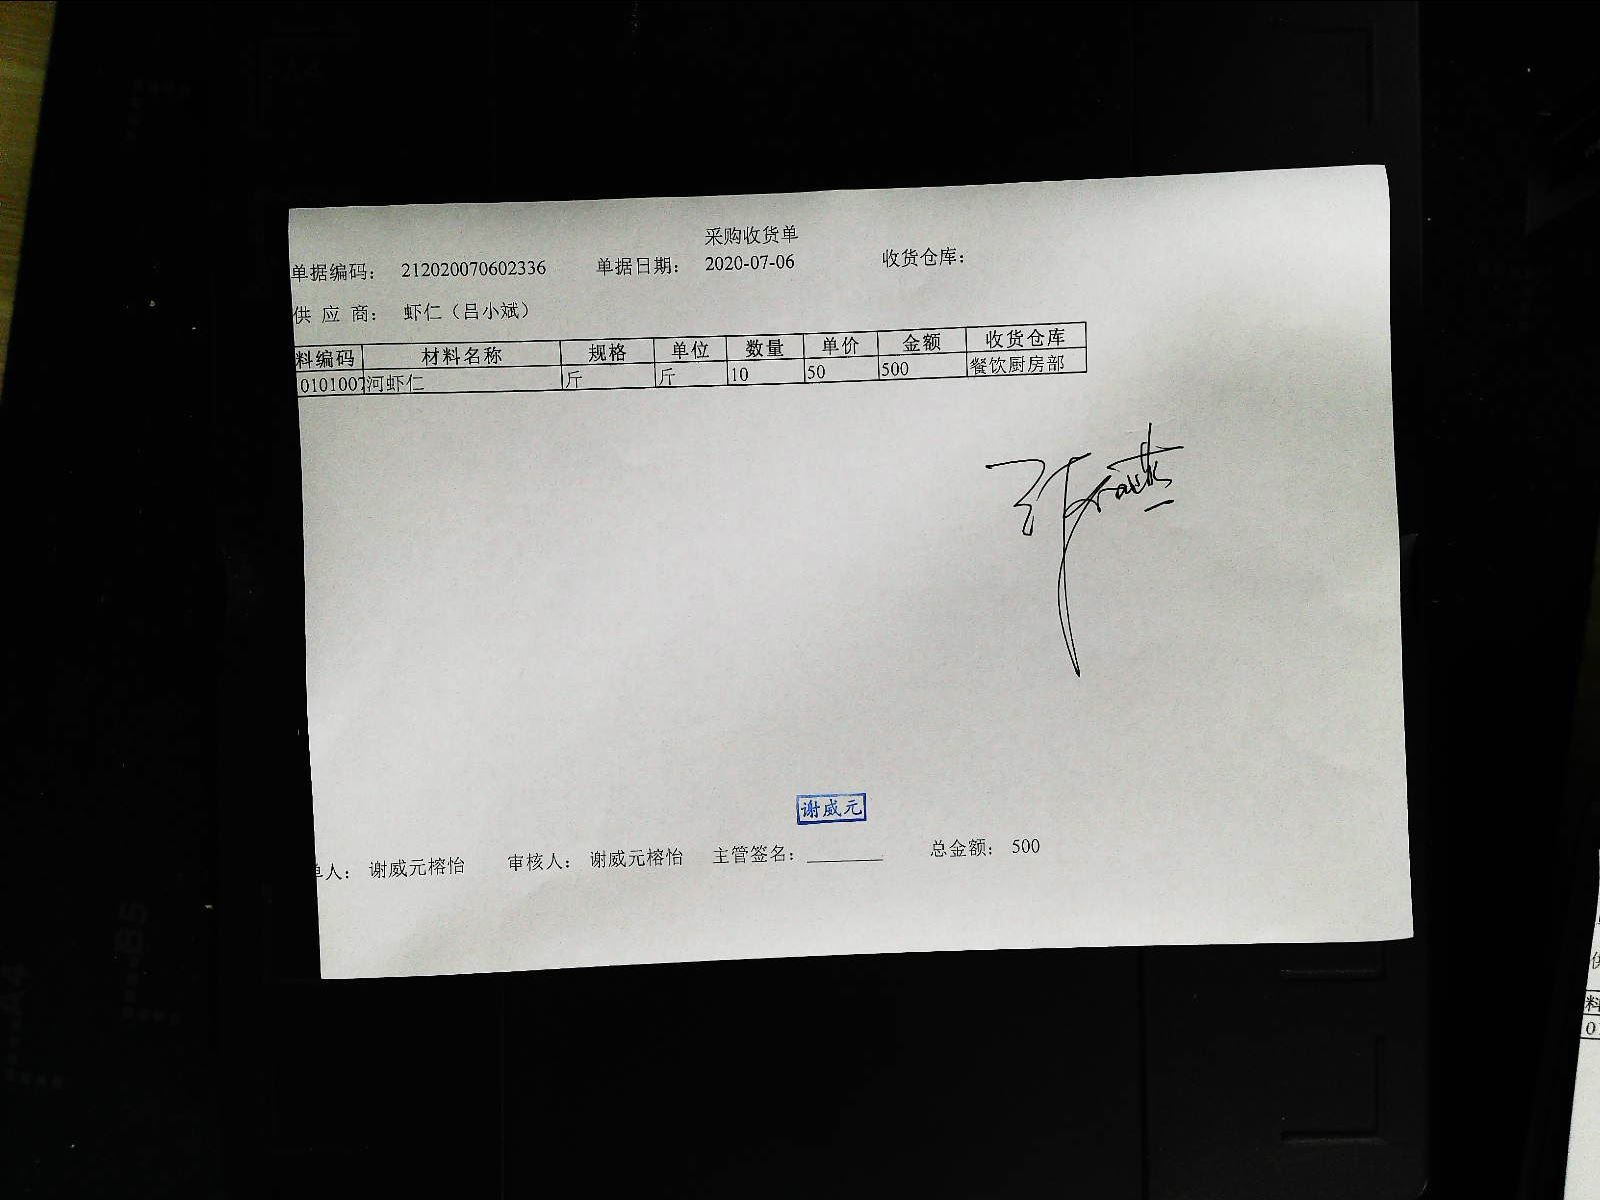 采购收货单
单据编码： 212020070602336 单据日期： 2020-07-06 收货仓库：
供 应 商： 虾仁（吕小斌）
料编码 材料名称 规格 单位 数量 单价 金额 收货仓库
0101007 河虾仁 斤 斤 10 50 500 餐饮厨房部
谢威元
单人： 谢威元榕怡 审核人： 谢威元榕怡 主管签名：________ 总金额： 500
供
料
0